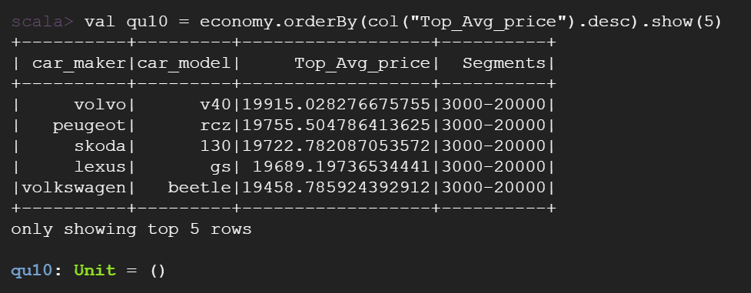 scala> val qu10 = economy.orderBy(col("Top_Avg_price").desc).show(5)
+----------+---------+------------------+----------+
| car_maker|car_model|     Top_Avg_price|  Segments|
+----------+---------+------------------+----------+
|     volvo|      v40|19915.028276675755|3000-20000|
|   peugeot|      rcz|19755.504786413625|3000-20000|
|     skoda|      130|19722.782087053572|3000-20000|
|     lexus|       gs| 19689.19736534441|3000-20000|
|volkswagen|   beetle|19458.785924392912|3000-20000|
+----------+---------+------------------+----------+
only showing top 5 rows
qu10: Unit = ()